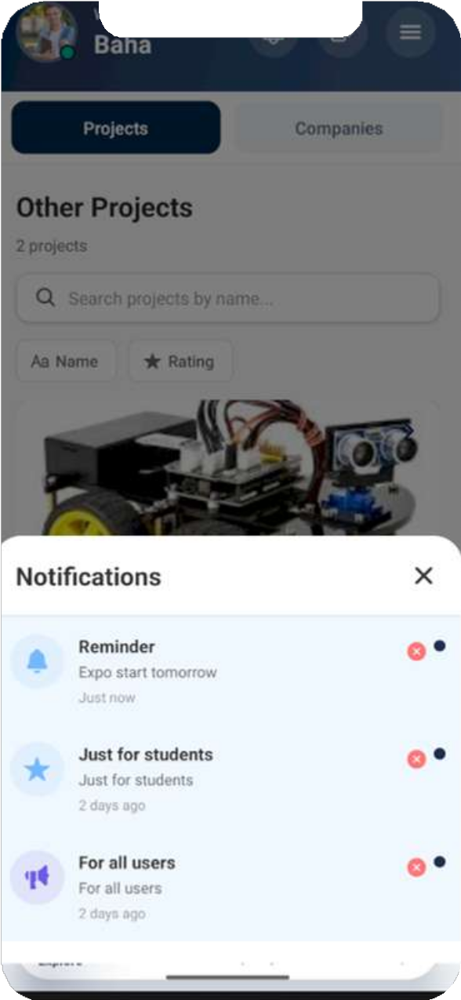 Baha
Projects
Companies
Other Projects
2 projects
Search projects by name...
Aa Name
Rating
Notifications
Reminder
Expo start tomorrow
Just now
Just for students
Just for students
2 days ago
For all users
For all users
2 days ago